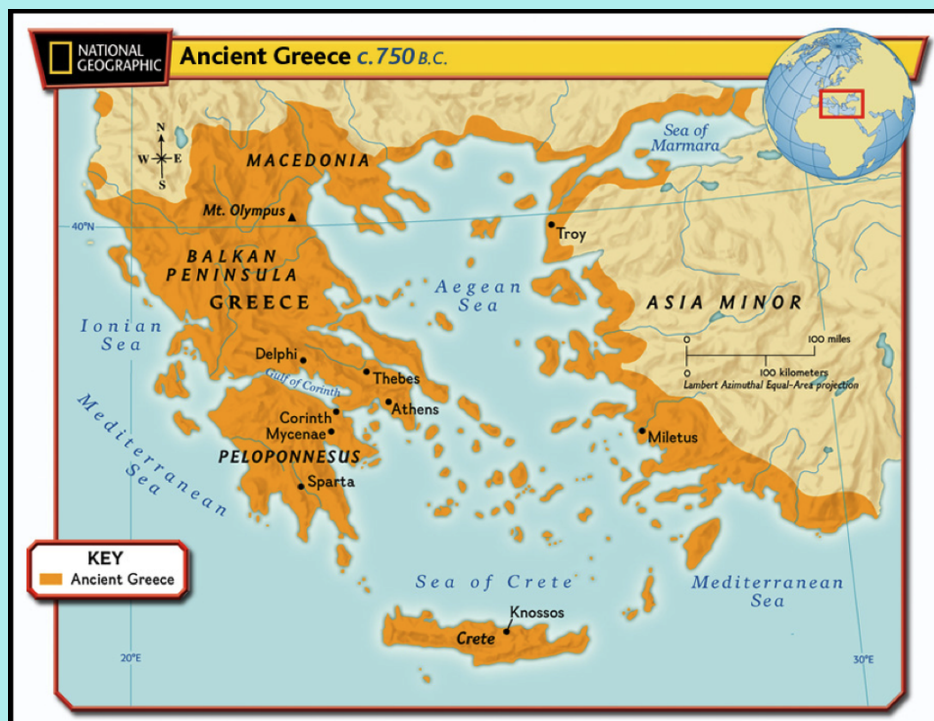 NATIONAL
GEOGRAPHIC
Ancient Greece c.750 B.C.
Sea of
Marmara
N
W E
S
MACEDONIA
Mt. Olympus
40°N
Troy
BALKAN
PENINSULA
GREECE
Aegean
Sea
ASIA MINOR
Ionian
Sea
0 100 miles
0 100 kilometers
Lambert Azimuthal Equal-Area projection
Delphi
Thebes
Gulf of Corinth
Athens
Corinth
Mycenae
Miletus
Mediterranean
Sea
PELOPONNESUS
Sparta
KEY
Ancient Greece
Sea of Crete
Mediterranean
Sea
Knossos
Crete
20°E
30°E